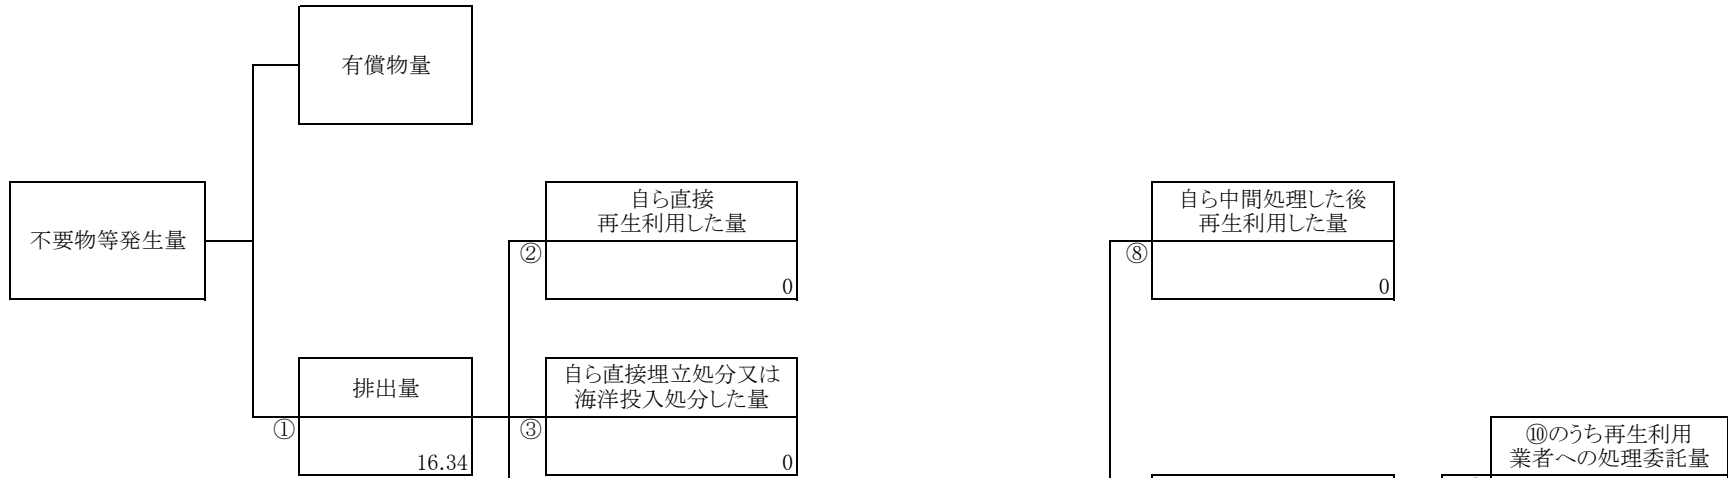 有償物量
不要物等発生量
自ら直接
再生利用した量
②
0
自ら中間処理した後
再生利用した量
⑧
0
排出量
①
16.34
自ら直接埋立処分又は
海洋投入処分した量
③
0
⑩のうち再生利用
業者への処理委託量